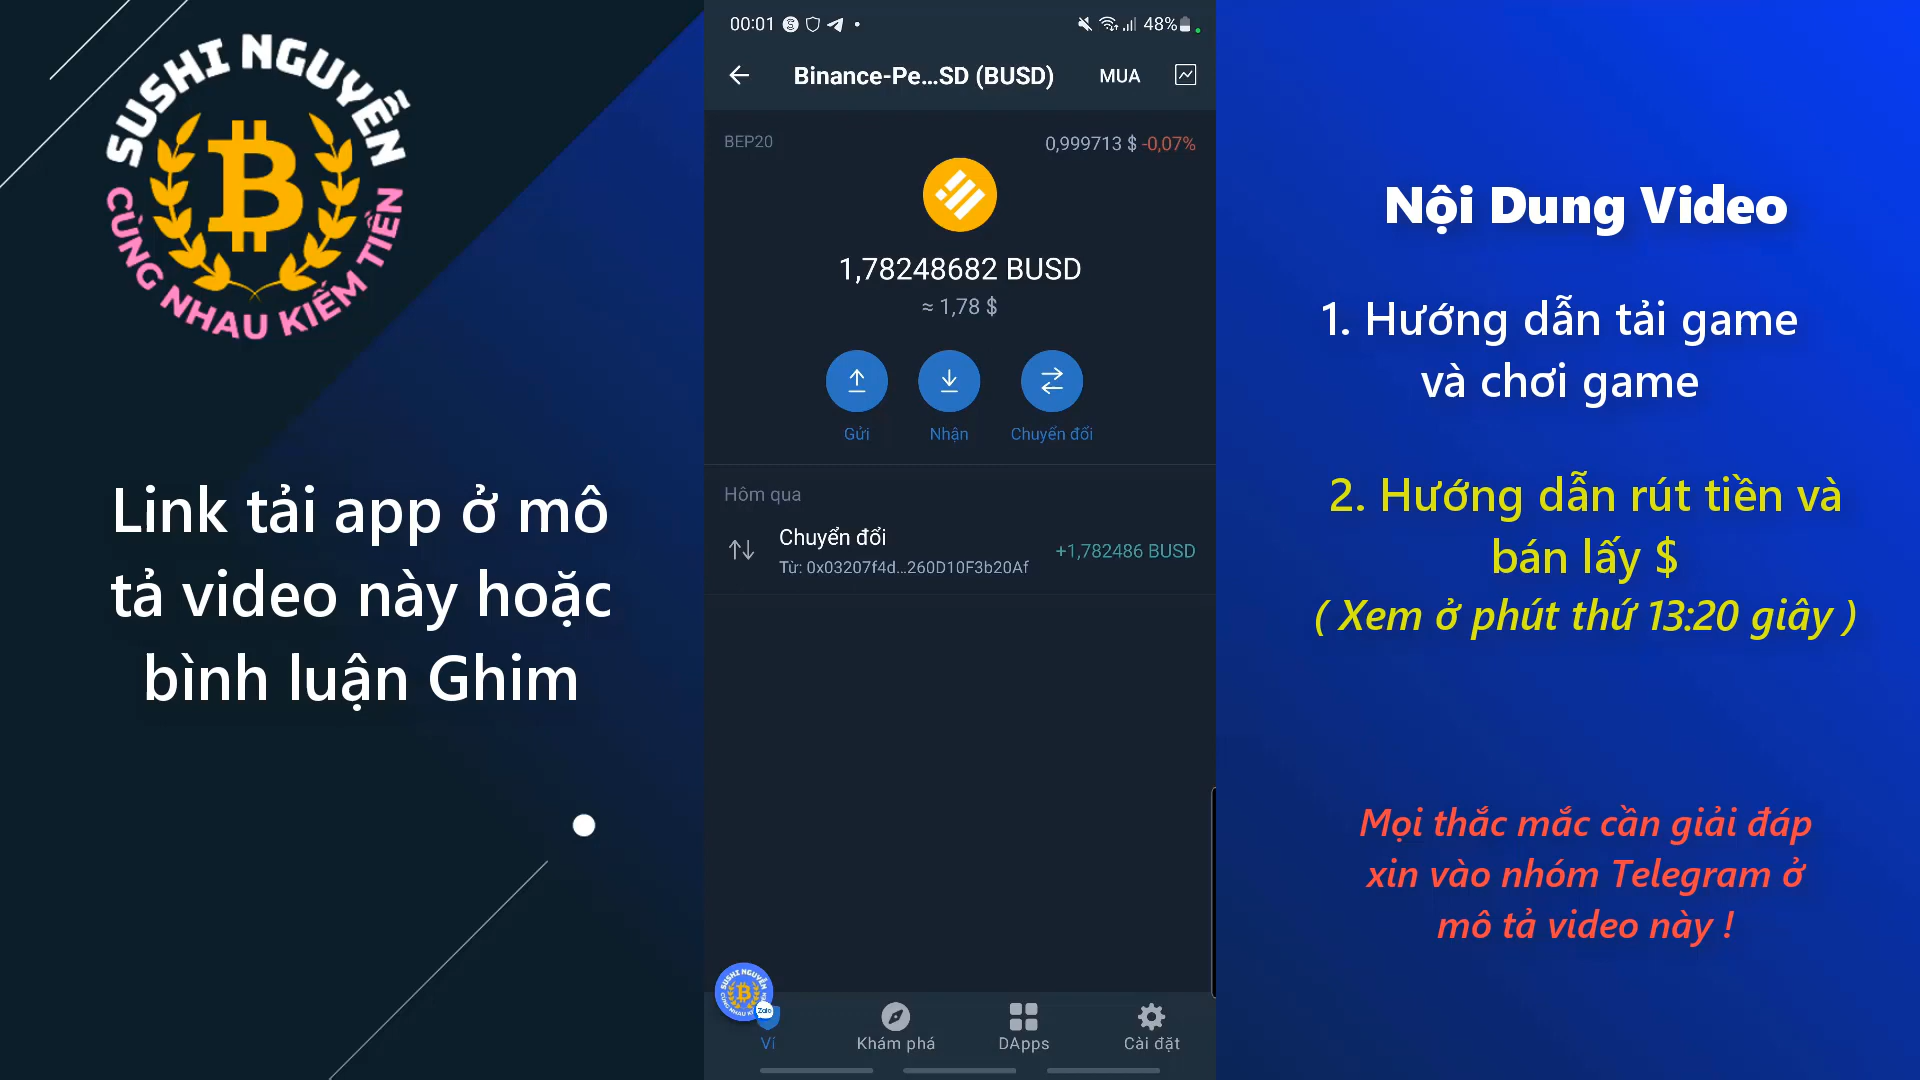 SUSHI NGUYỄN
CÙNG NHAU KIẾM TIỀN
Link tải app ở mô
tả video này hoặc
bình luận Ghim
00:01
48%
Binance-Pe...SD (BUSD)
MUA
BEP20
0,999713 $ -0,07%
1,78248682 BUSD
≈ 1,78 $
Gửi
Nhận
Chuyển đổi
Hôm qua
Chuyển đổi
+1,782486 BUSD
Từ: 0x03207f4d...260D10F3b20Af
SUSHI NGUYỄN
Zalo
Ví
Khám phá
DApps
Cài đặt
Nội Dung Video
1. Hướng dẫn tải game
và chơi game
2. Hướng dẫn rút tiền và
bán lấy $
( Xem ở phút thứ 13:20 giây )
Mọi thắc mắc cần giải đáp
xin vào nhóm Telegram ở
mô tả video này !